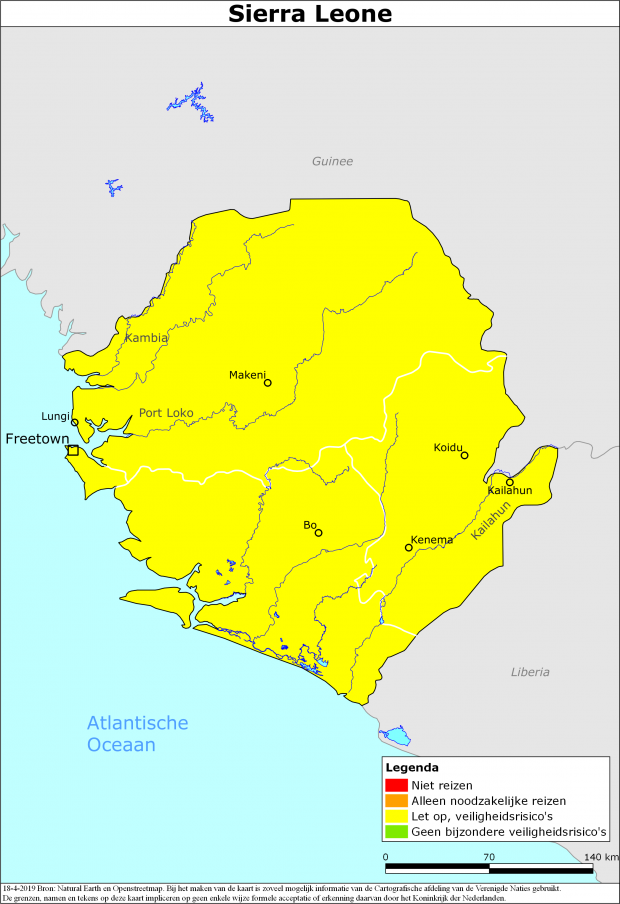 Sierra Leone
Guinee
Kambia
Makeni
Port Loko
Lungi
Freetown
Koidu
Kailahun
Kailahun
Bo
Kenema
Liberia
Atlantische
Oceaan
Legenda
Niet reizen
Alleen noodzakelijke reizen
Let op, veiligheidsrisico's
Geen bijzondere veiligheidsrisico's
0 70 140 km
18-4-2019 Bron: Natural Earth en Openstreetmap. Bij het maken van de kaart is zoveel mogelijk informatie van de Cartografische afdeling van de Verenigde Naties gebruikt.
De grenzen, namen en tekens op deze kaart impliceren op geen enkele wijze formele acceptatie of erkenning daarvan door het Koninkrijk der Nederlanden.